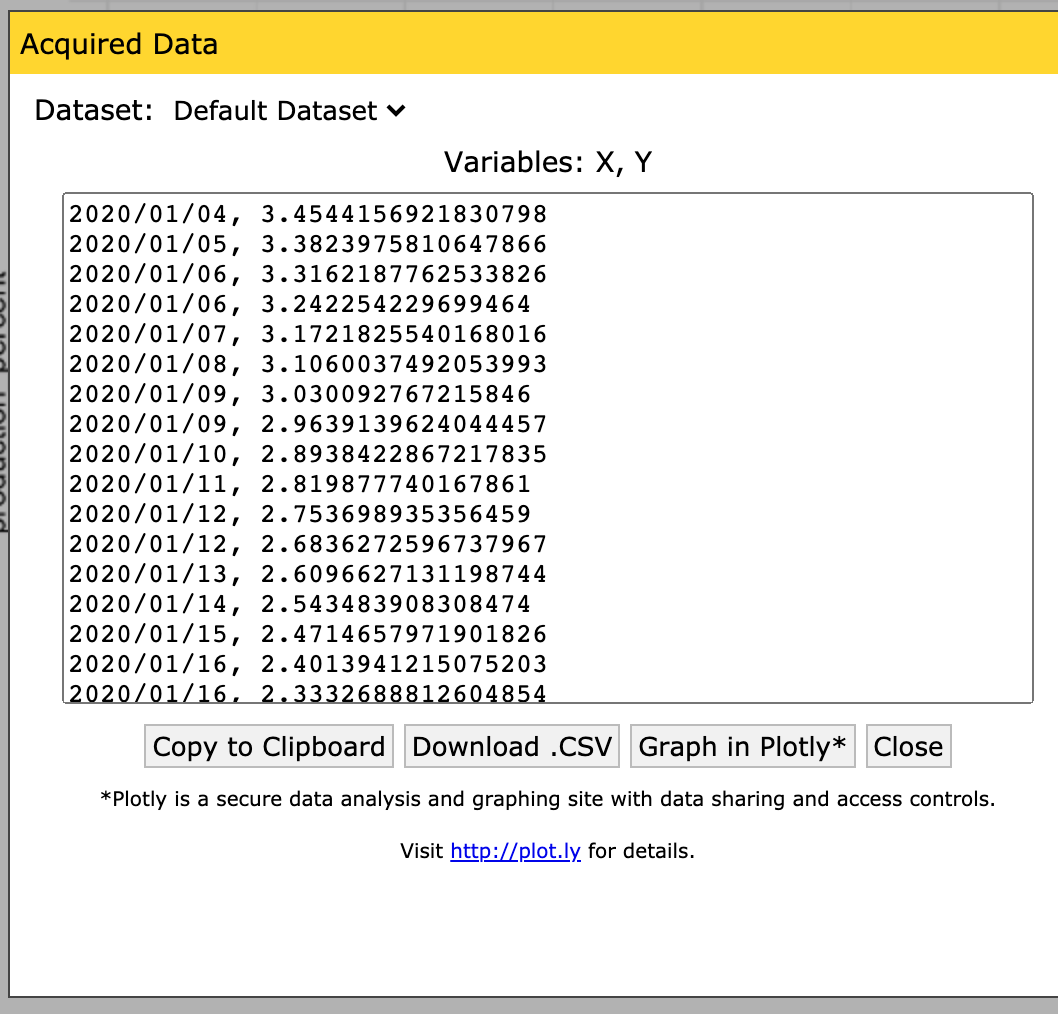 Acquired Data
Dataset: Default Dataset
Variables: X, Y
2020/01/04, 3.4544156921830798
2020/01/05, 3.3823975810647866
2020/01/06, 3.3162187762533826
2020/01/06, 3.242254229699464
2020/01/07, 3.1721825540168016
2020/01/08, 3.1060037492053993
2020/01/09, 3.030092767215846
2020/01/09, 2.9639139624044457
2020/01/10, 2.8938422867217835
2020/01/11, 2.819877740167861
2020/01/12, 2.753698935356459
2020/01/12, 2.6836272596737967
2020/01/13, 2.6096627131198744
2020/01/14, 2.543483908308474
2020/01/15, 2.4714657971901826
2020/01/16, 2.4013941215075203
2020/01/16, 2.3332688812604854
Copy to Clipboard Download .CSV Graph in Plotly* Close
*Plotly is a secure data analysis and graphing site with data sharing and access controls.
Visit http://plot.ly for details.